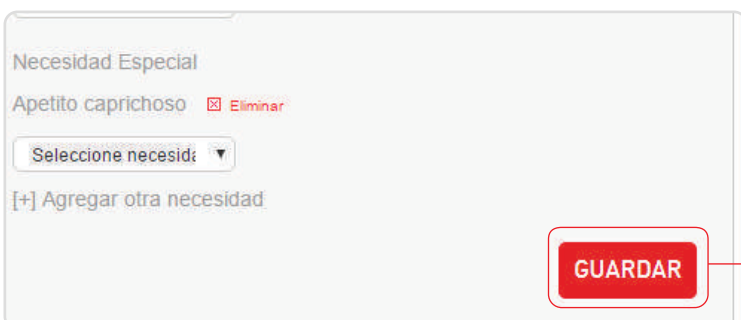 Necesidad Especial
Apetito caprichoso Eliminar
Seleccione necesida
[+] Agregar otra necesidad
GUARDAR